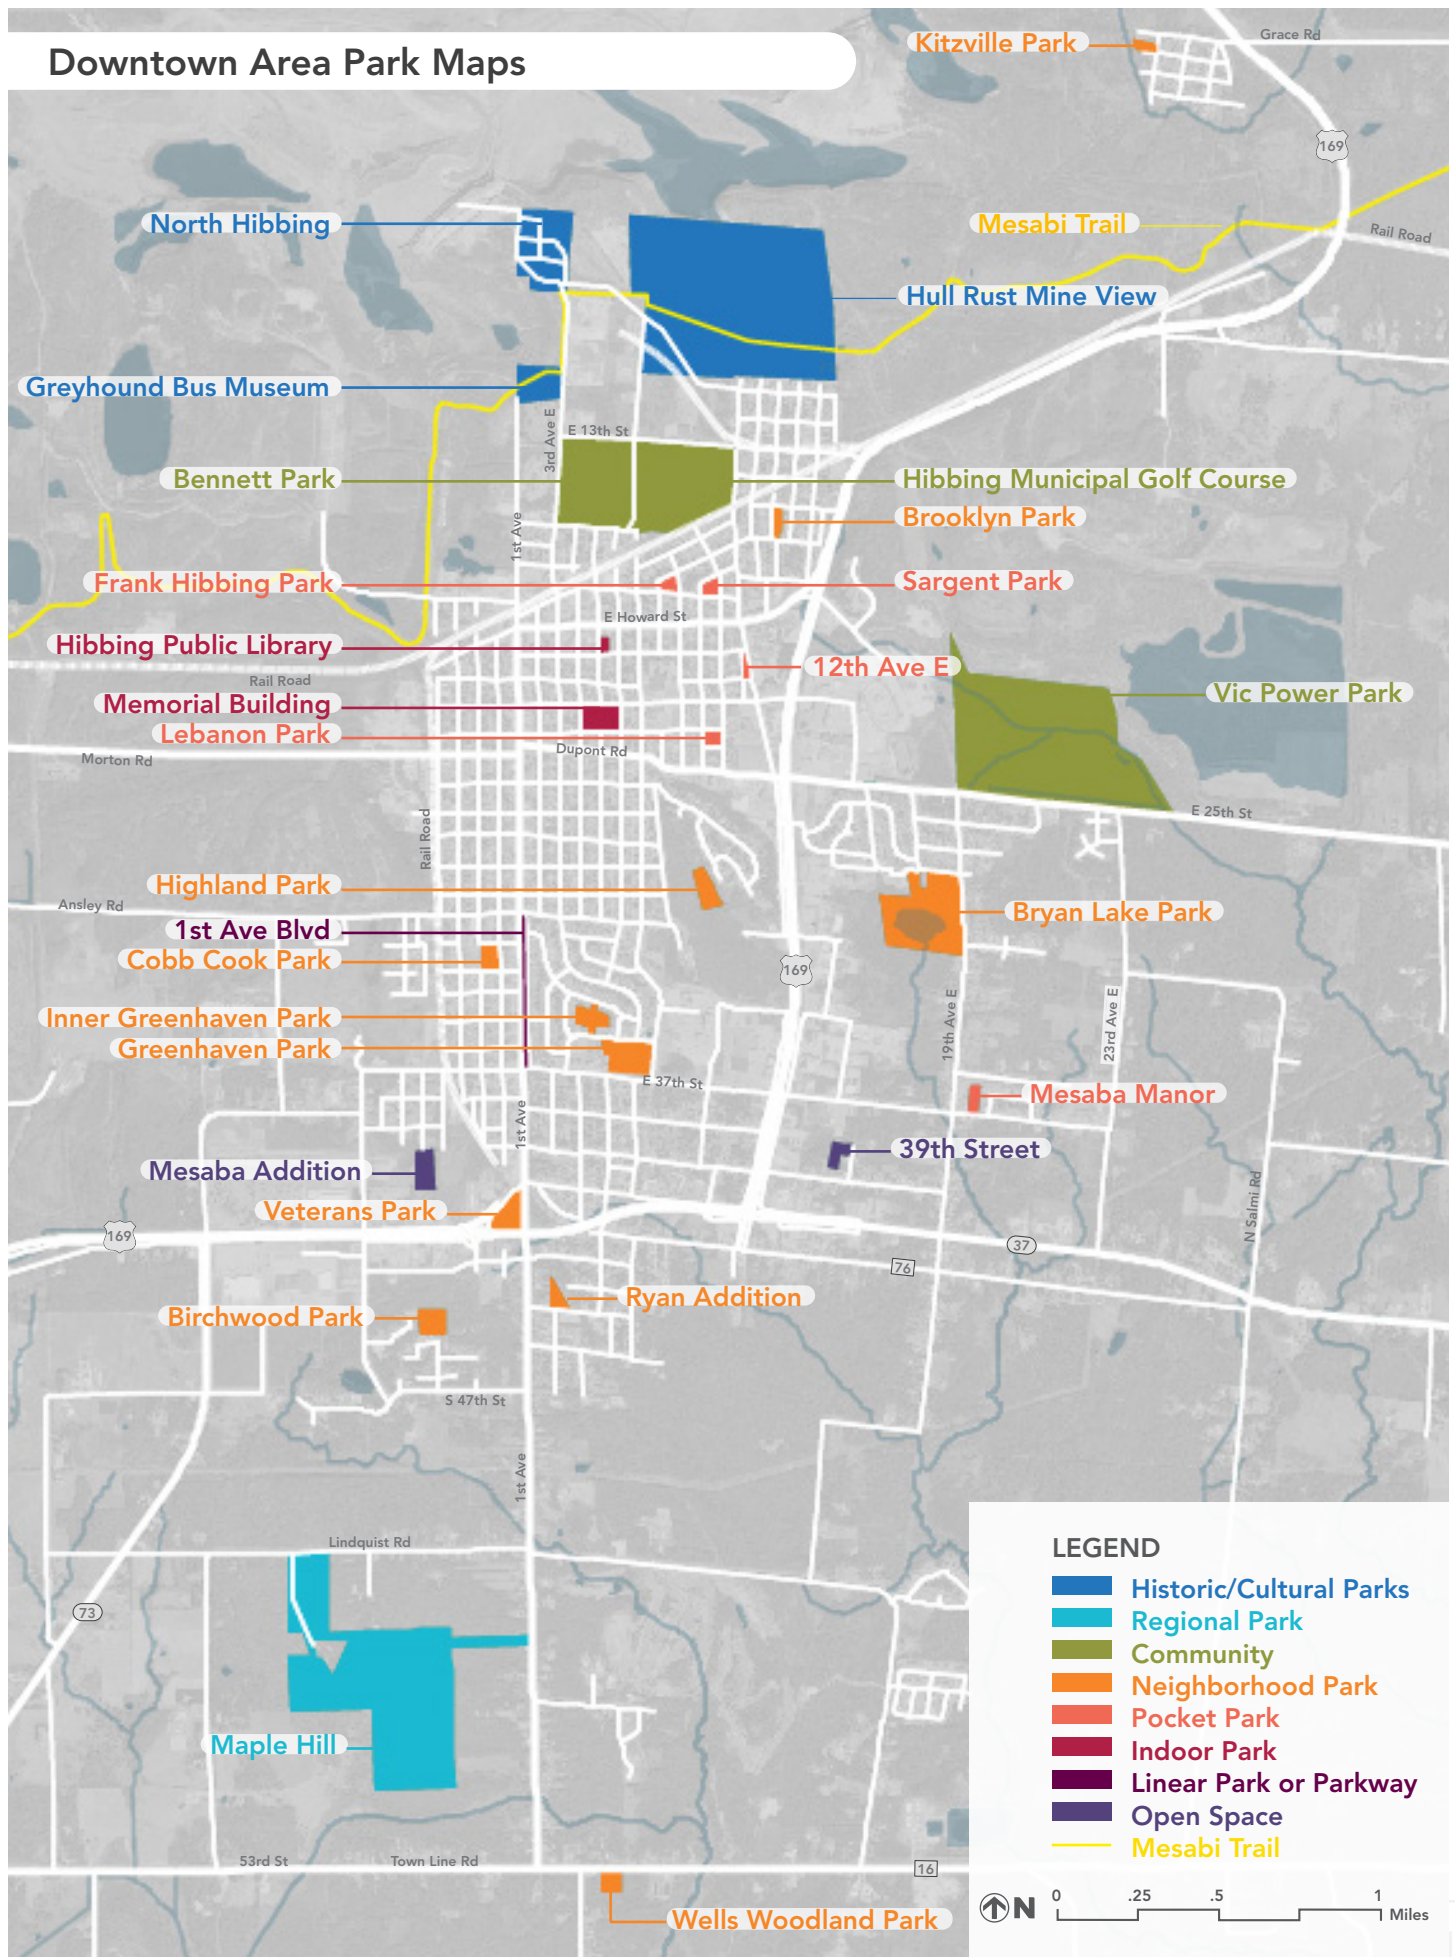 Kitzville Park
Grace Rd
Downtown Area Park Maps
169
North Hibbing
Mesabi Trail
Rail Road
Hull Rust Mine View
Greyhound Bus Museum
3rd Ave E
E 13th St
Bennett Park
Hibbing Municipal Golf Course
1st Ave
Brooklyn Park
Frank Hibbing Park
Sargent Park
E Howard St
Hibbing Public Library
12th Ave E
Rail Road
Vic Power Park
Memorial Building
Lebanon Park
Dupont Rd
Morton Rd
E 25th St
Rail Road
Highland Park
Ansley Rd
Bryan Lake Park
1st Ave Blvd
Cobb Cook Park
169
Inner Greenhaven Park
19th Ave E
23rd Ave E
Greenhaven Park
E 37th St
Mesaba Manor
1st Ave
39th Street
Mesaba Addition
N Salmi Rd
Veterans Park
169
37
76
Ryan Addition
Birchwood Park
S 47th St
1st Ave
Lindquist Rd
LEGEND
Historic/Cultural Parks
73
Regional Park
Community
Neighborhood Park
Pocket Park
Maple Hill
Indoor Park
Linear Park or Parkway
Open Space
Mesabi Trail
53rd St
Town Line Rd
16
N
0 .25 .5 1
Miles
Wells Woodland Park